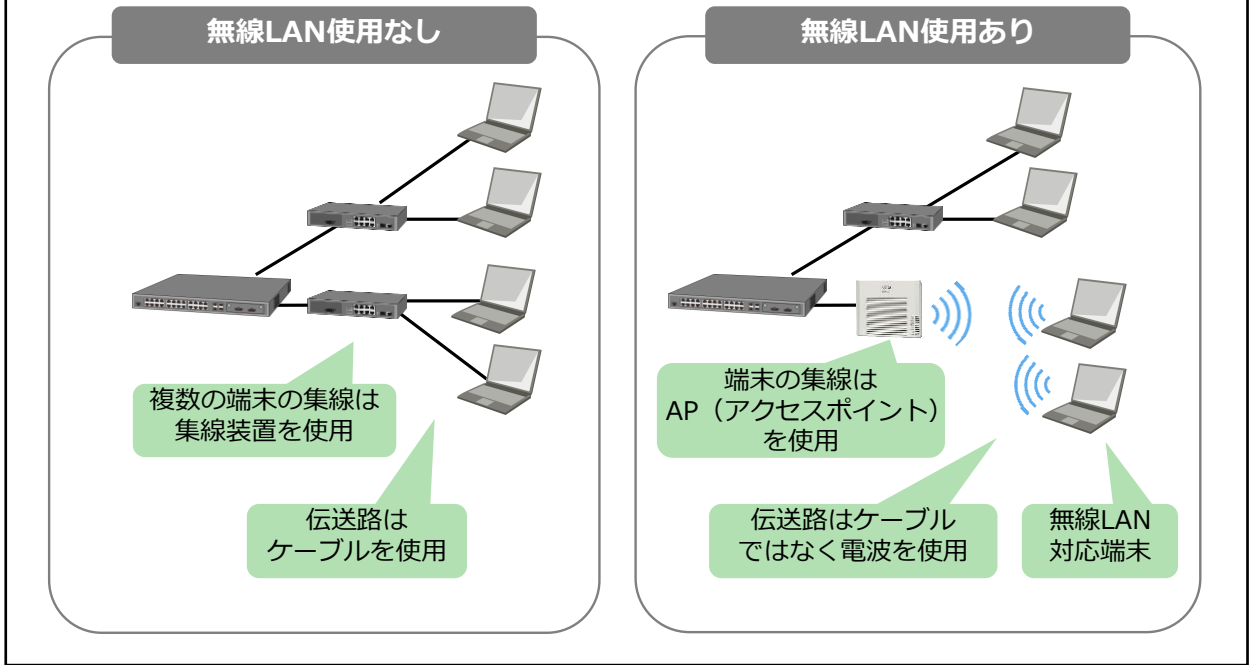 無線LAN使用なし
複数の端末の集線は
集線装置を使用
伝送路は
ケーブルを使用
無線LAN使用あり
端末の集線は
AP（アクセスポイント）
を使用
伝送路はケーブル
ではなく電波を使用
無線LAN
対応端末